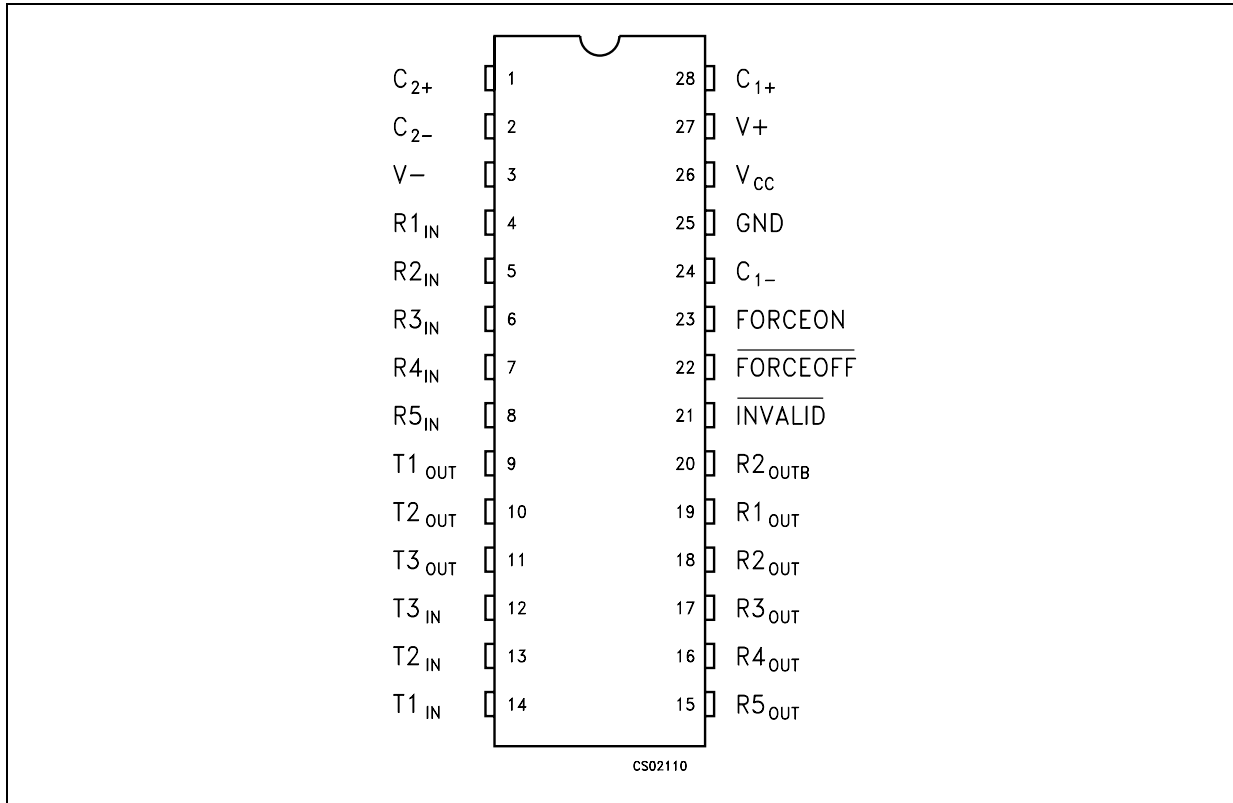 C2+ 1 28 C1+
C2− 2 27 V+
V− 3 26 VCC
R1IN 4 25 GND
R2IN 5 24 C1−
R3IN 6 23 FORCEON
R4IN 7 22 FORCEOFF
R5IN 8 21 INVALID
T1OUT 9 20 R2OUTB
T2OUT 10 19 R1OUT
T3OUT 11 18 R2OUT
T3IN 12 17 R3OUT
T2IN 13 16 R4OUT
T1IN 14 15 R5OUT
CS02110